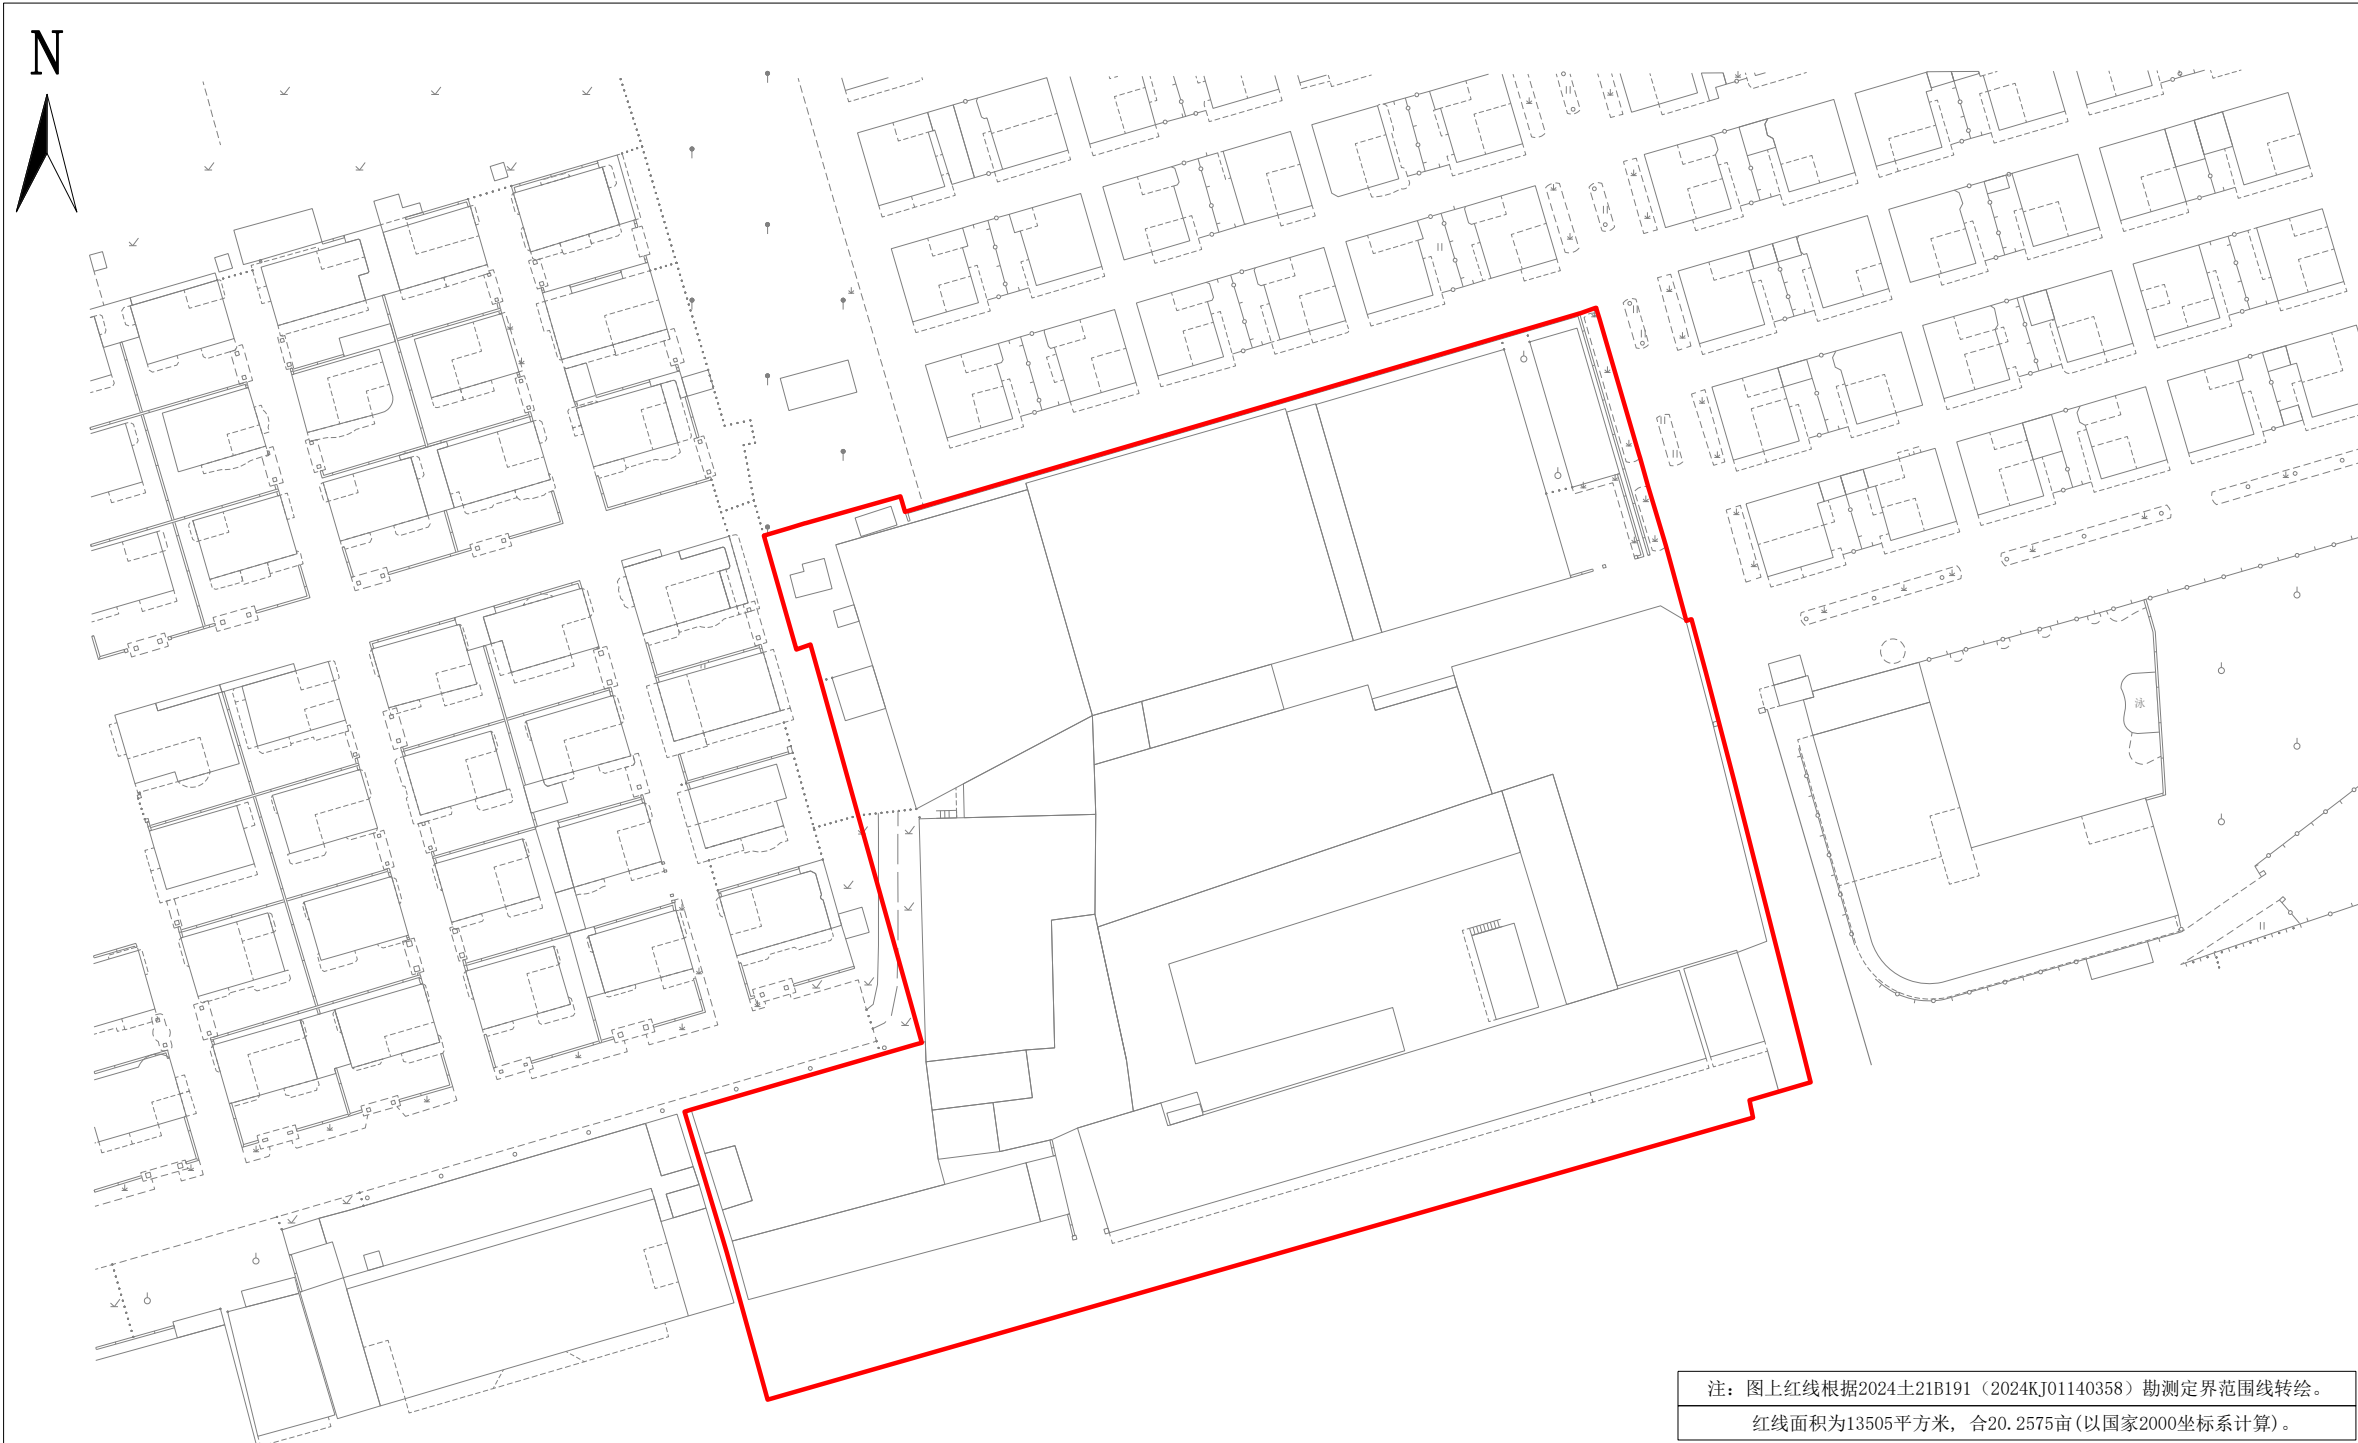 N
泳
注：图上红线根据2024土21B191（2024KJ01140358）勘测定界范围线转绘。
红线面积为13505平方米，合20.2575亩(以国家2000坐标系计算)。